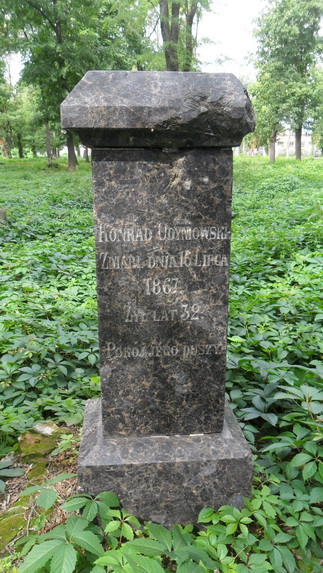 KONRAD UDYMOWSKI
ZMARŁ DNIA 16 LIPCA
1867
ŻYŁ LAT 32
POKÓJ JEGO DUSZY